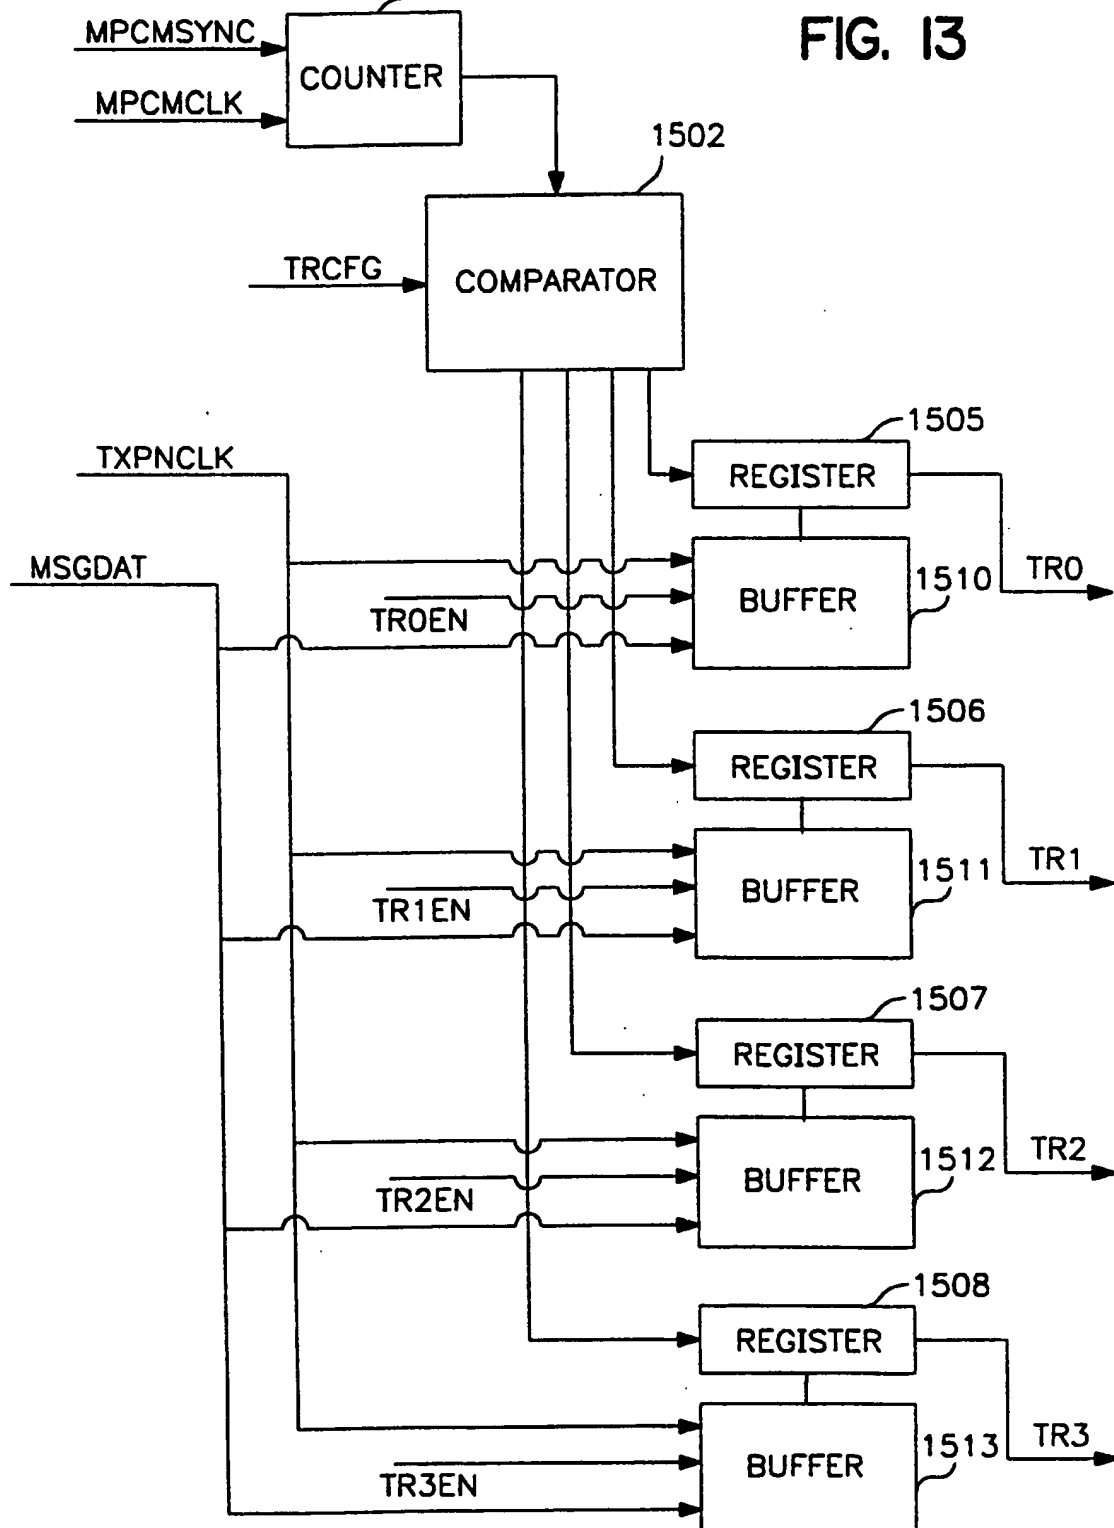 FIG. 13
MPCMSYNC
MPCMCLK
COUNTER
1502
TRCFG
COMPARATOR
TXPNCLK
MSGDAT
1505
REGISTER
TR0EN
BUFFER
1510
TR0
1506
REGISTER
TR1EN
BUFFER
1511
TR1
1507
REGISTER
TR2EN
BUFFER
1512
TR2
1508
REGISTER
TR3EN
BUFFER
1513
TR3